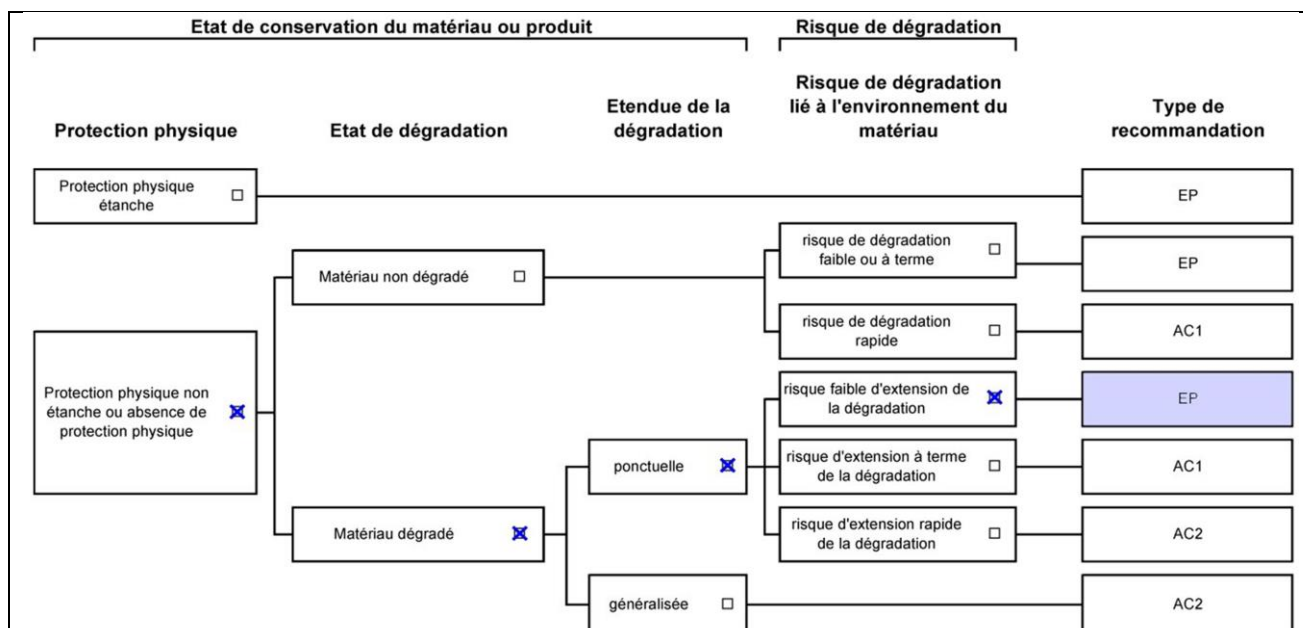 Etat de conservation du matériau ou produit
Risque de dégradation
Protection physique
Etat de dégradation
Etendue de la
dégradation
Risque de dégradation
lié à l'environnement du
matériau
Type de
recommandation
Protection physique
étanche
EP
risque de dégradation
faible ou à terme
EP
Matériau non dégradé
risque de dégradation
rapide
AC1
Protection physique non
étanche ou absence de
protection physique
risque faible d'extension de
la dégradation
EP
ponctuelle
risque d'extension à terme
de la dégradation
AC1
Matériau dégradé
risque d'extension rapide
de la dégradation
AC2
généralisée
AC2